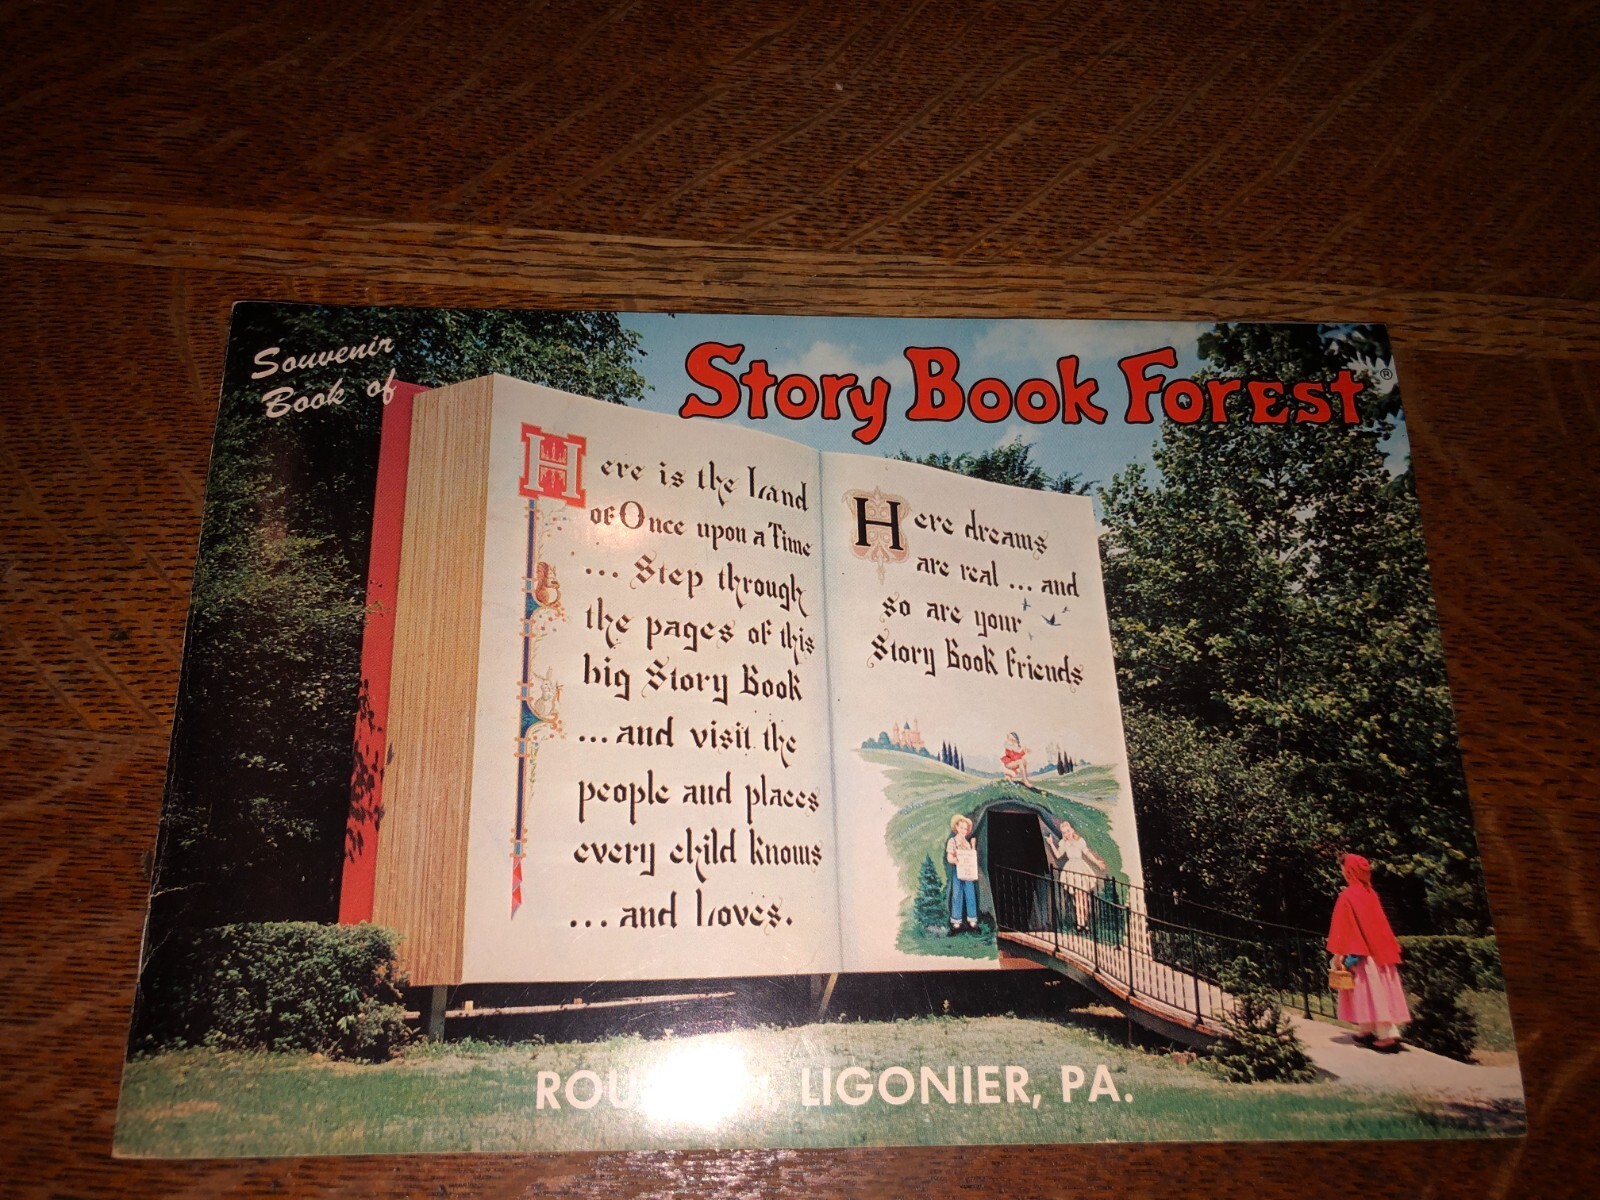 Souvenir
Book of
Story Book Forest®
Here is the Land
of Once upon a Time
... Step through
the pages of this
big Story Book
...and visit the
people and places
every child knows
...and Loves.
Here dreams
are real ... and
so are your
Story Book Friends
LIGONIER, PA.